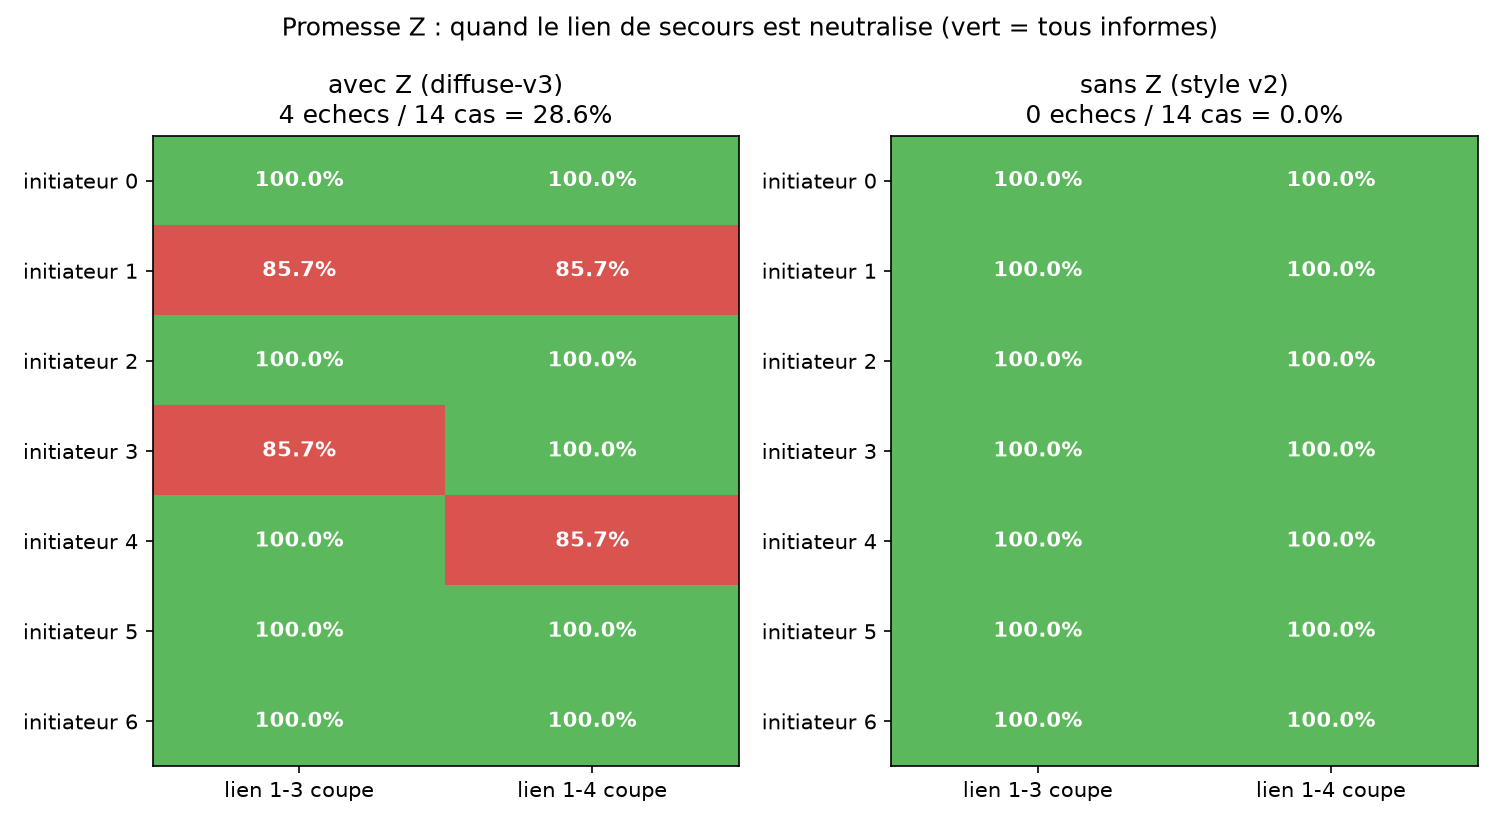 Promesse Z : quand le lien de secours est neutralise (vert = tous informes)
avec Z (diffuse-v3)
4 echecs / 14 cas = 28.6%
initiateur 0 100.0% 100.0%
initiateur 1 85.7% 85.7%
initiateur 2 100.0% 100.0%
initiateur 3 85.7% 100.0%
initiateur 4 100.0% 85.7%
initiateur 5 100.0% 100.0%
initiateur 6 100.0% 100.0%
lien 1-3 coupe lien 1-4 coupe
sans Z (style v2)
0 echecs / 14 cas = 0.0%
initiateur 0 100.0% 100.0%
initiateur 1 100.0% 100.0%
initiateur 2 100.0% 100.0%
initiateur 3 100.0% 100.0%
initiateur 4 100.0% 100.0%
initiateur 5 100.0% 100.0%
initiateur 6 100.0% 100.0%
lien 1-3 coupe lien 1-4 coupe